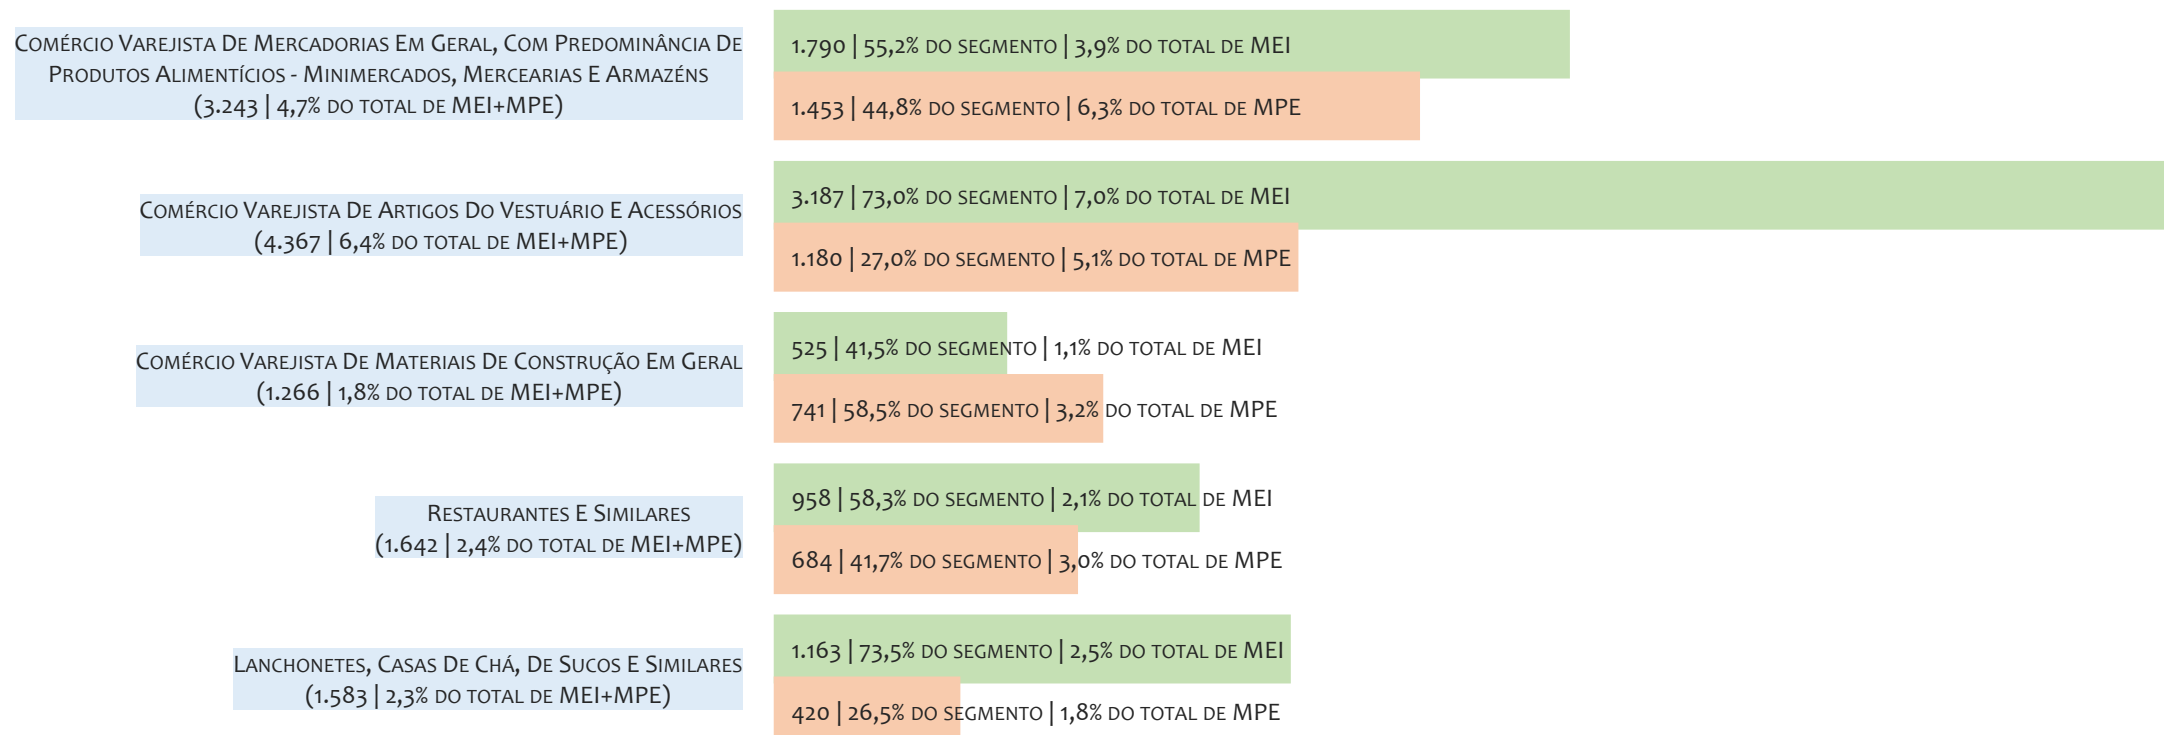 Comércio Varejista De Mercadorias Em Geral, Com Predominância De
Produtos Alimentícios - Minimercados, Mercearias E Armazéns
(3.243 | 4,7% do total de MEI+MPE)
1.790 | 55,2% do segmento | 3,9% do total de MEI
1.453 | 44,8% do segmento | 6,3% do total de MPE
Comércio Varejista De Artigos Do Vestuário E Acessórios
(4.367 | 6,4% do total de MEI+MPE)
3.187 | 73,0% do segmento | 7,0% do total de MEI
1.180 | 27,0% do segmento | 5,1% do total de MPE
Comércio Varejista De Materiais De Construção Em Geral
(1.266 | 1,8% do total de MEI+MPE)
525 | 41,5% do segmento | 1,1% do total de MEI
741 | 58,5% do segmento | 3,2% do total de MPE
Restaurantes E Similares
(1.642 | 2,4% do total de MEI+MPE)
958 | 58,3% do segmento | 2,1% do total de MEI
684 | 41,7% do segmento | 3,0% do total de MPE
Lanchonetes, Casas De Chá, De Sucos E Similares
(1.583 | 2,3% do total de MEI+MPE)
1.163 | 73,5% do segmento | 2,5% do total de MEI
420 | 26,5% do segmento | 1,8% do total de MPE